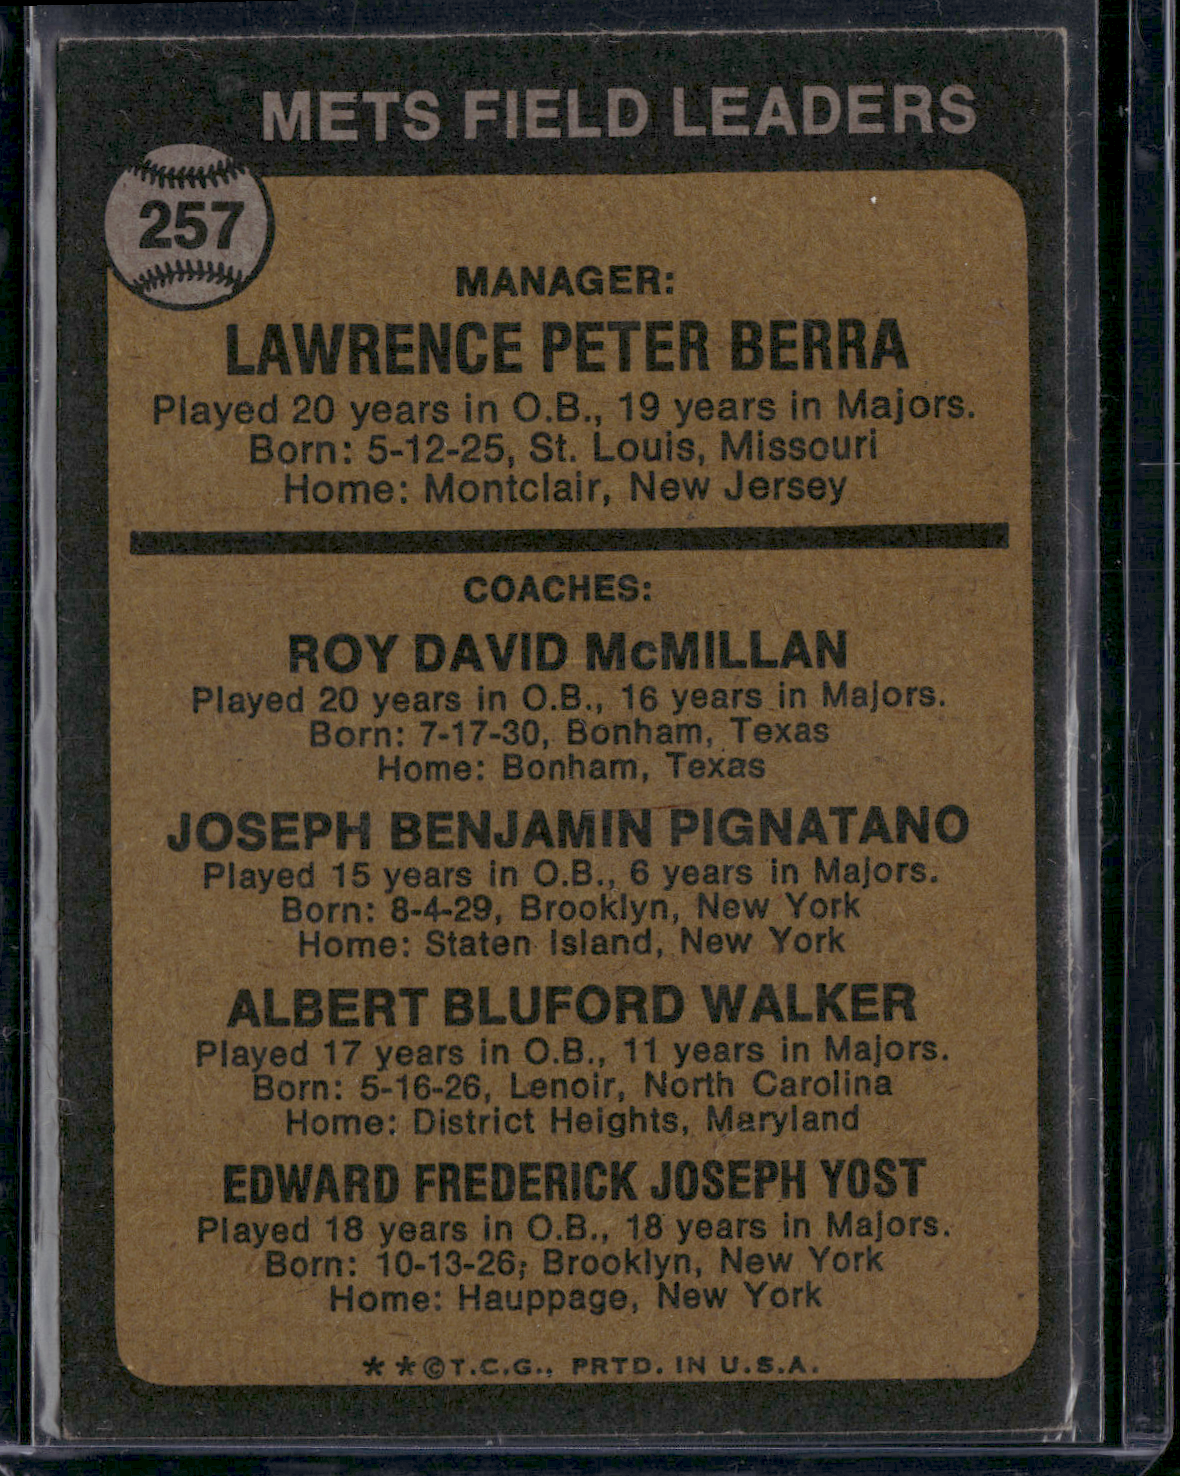 METS FIELD LEADERS
257
MANAGER:
LAWRENCE PETER BERRA
Played 20 years in O.B., 19 years in Majors.
Born: 5-12-25, St. Louis, Missouri
Home: Montclair, New Jersey
COACHES:
ROY DAVID McMILLAN
Played 20 years in O.B., 16 years in Majors.
Born: 7-17-30, Bonham, Texas
Home: Bonham, Texas
JOSEPH BENJAMIN PIGNATANO
Played 15 years in O.B., 6 years in Majors.
Born: 8-4-29, Brooklyn, New York
Home: Staten Island, New York
ALBERT BLUFORD WALKER
Played 17 years in O.B., 11 years in Majors.
Born: 5-16-26, Lenoir, North Carolina
Home: District Heights, Maryland
EDWARD FREDERICK JOSEPH YOST
Played 18 years in O.B., 18 years in Majors.
Born: 10-13-26; Brooklyn, New York
Home: Hauppage, New York
* *©T.C.G., PRTD. IN U.S.A.